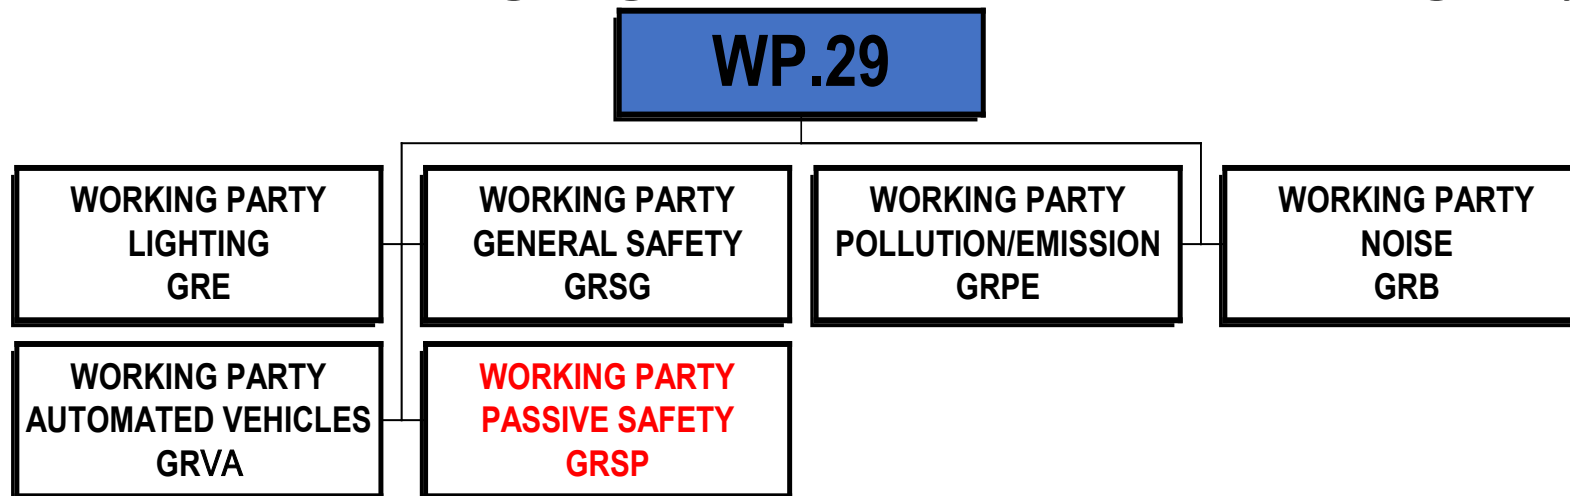 WP.29
WORKING PARTY
LIGHTING
GRE
WORKING PARTY
GENERAL SAFETY
GRSG
WORKING PARTY
POLLUTION/EMISSION
GRPE
WORKING PARTY
NOISE
GRB
WORKING PARTY
AUTOMATED VEHICLES
GRVA
WORKING PARTY
PASSIVE SAFETY
GRSP